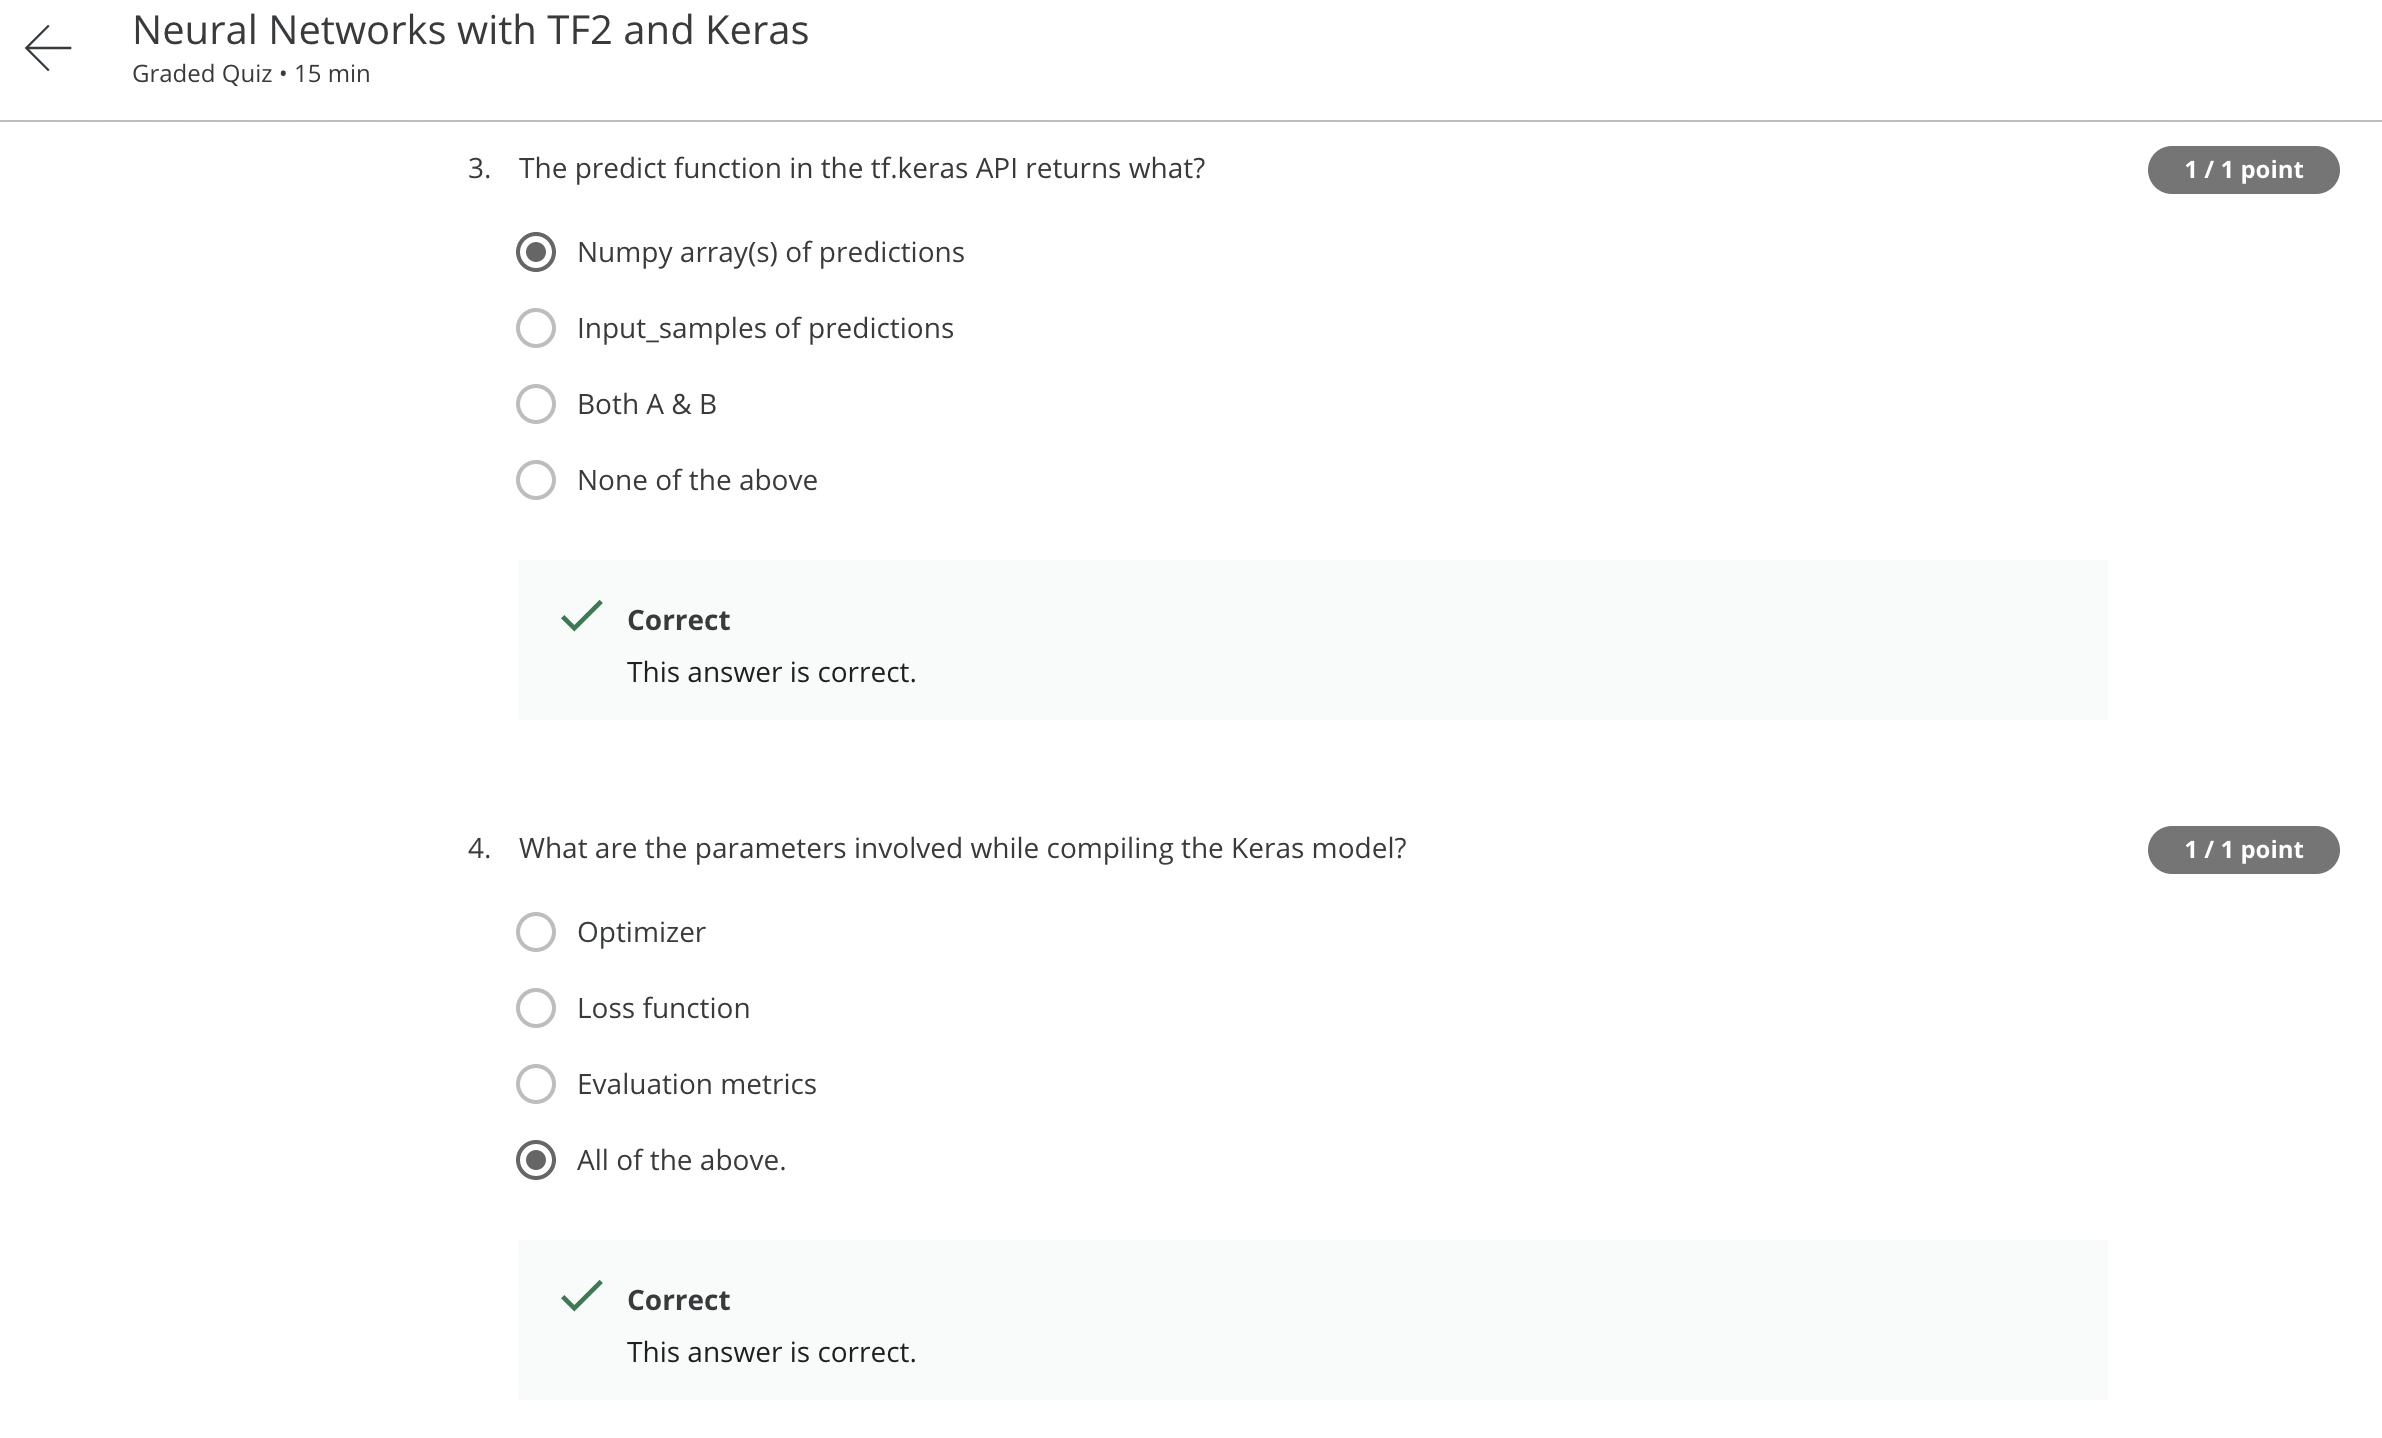 Neural Networks with TF2 and Keras
Graded Quiz • 15 min
3. The predict function in the tf.keras API returns what?
1 / 1 point
Numpy array(s) of predictions
Input_samples of predictions
Both A & B
None of the above
Correct
This answer is correct.
4. What are the parameters involved while compiling the Keras model?
1 / 1 point
Optimizer
Loss function
Evaluation metrics
All of the above.
Correct
This answer is correct.